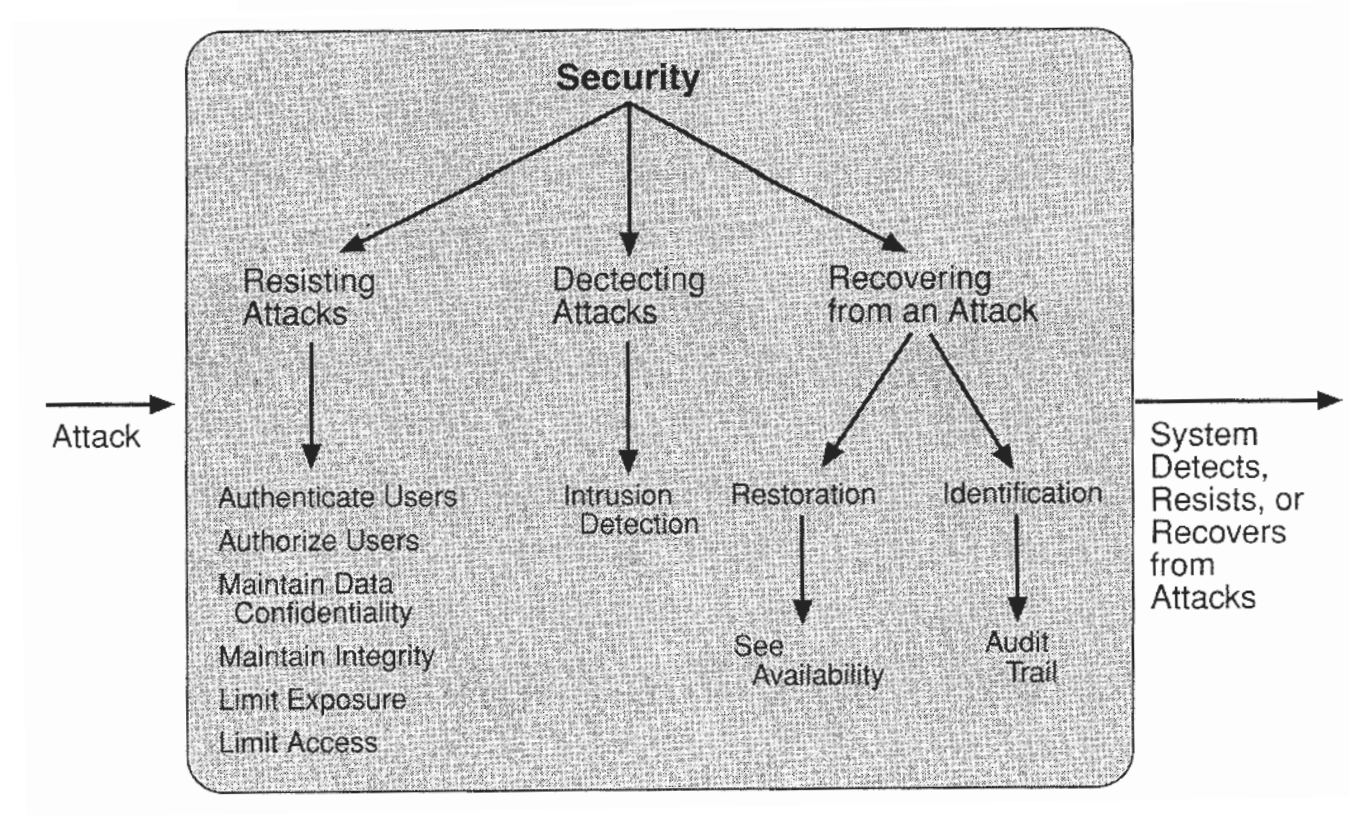 Security
Resisting
Attacks
Dectecting
Attacks
Recovering
from an Attack
Attack
Authenticate Users
Authorize Users
Maintain Data
Confidentiality
Maintain Integrity
Limit Exposure
Limit Access
Intrusion
Detection
Restoration
See
Availability
Identification
Audit
Trail
System
Detects,
Resists, or
Recovers
from
Attacks